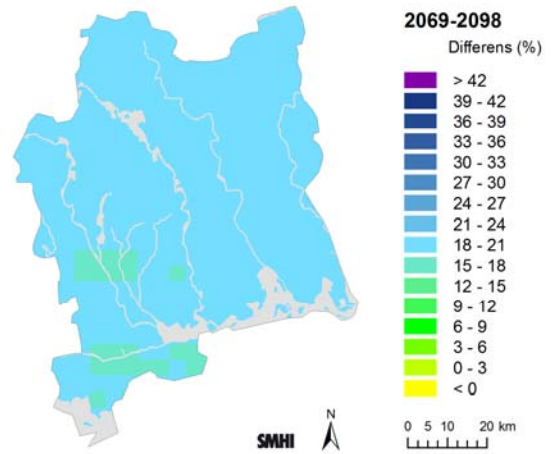 2069-2098
Differens (%)
> 42
39 - 42
36 - 39
33 - 36
30 - 33
27 - 30
24 - 27
21 - 24
18 - 21
15 - 18
12 - 15
9 - 12
6 - 9
3 - 6
0 - 3
< 0
SMHI
N
0 5 10 20 km